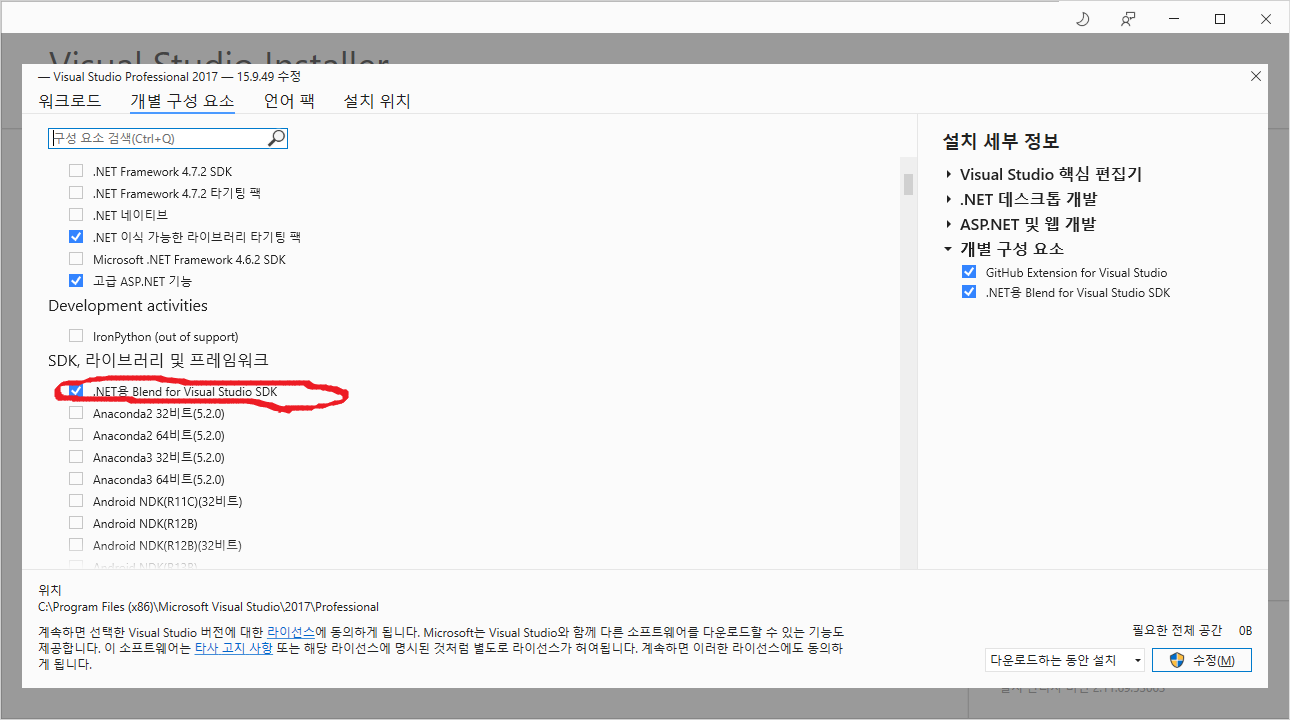 Visual Studio Installer
— Visual Studio Professional 2017 — 15.9.49 수정
워크로드 개별 구성 요소 언어 팩 설치 위치
구성 요소 검색(Ctrl+Q)
.NET Framework 4.7.2 SDK
.NET Framework 4.7.2 타기팅 팩
.NET 네이티브
.NET 이식 가능한 라이브러리 타기팅 팩
Microsoft .NET Framework 4.6.2 SDK
고급 ASP.NET 기능
Development activities
IronPython (out of support)
SDK, 라이브러리 및 프레임워크
.NET용 Blend for Visual Studio SDK
Anaconda2 32비트(5.2.0)
Anaconda2 64비트(5.2.0)
Anaconda3 32비트(5.2.0)
Anaconda3 64비트(5.2.0)
Android NDK(R11C)(32비트)
Android NDK(R12B)
Android NDK(R12B)(32비트)
Android NDK(R13B)
설치 세부 정보
Visual Studio 핵심 편집기
.NET 데스크톱 개발
ASP.NET 및 웹 개발
개별 구성 요소
GitHub Extension for Visual Studio
.NET용 Blend for Visual Studio SDK
위치
C:\Program Files (x86)\Microsoft Visual Studio\2017\Professional
계속하면 선택한 Visual Studio 버전에 대한 라이선스에 동의하게 됩니다. Microsoft는 Visual Studio와 함께 다른 소프트웨어를 다운로드할 수 있는 기능도
제공합니다. 이 소프트웨어는 타사 고지 사항 또는 해당 라이선스에 명시된 것처럼 별도로 라이선스가 허여됩니다. 계속하면 이러한 라이선스에도 동의하
게 됩니다.
필요한 전체 공간 0B
다운로드하는 동안 설치 수정(M)